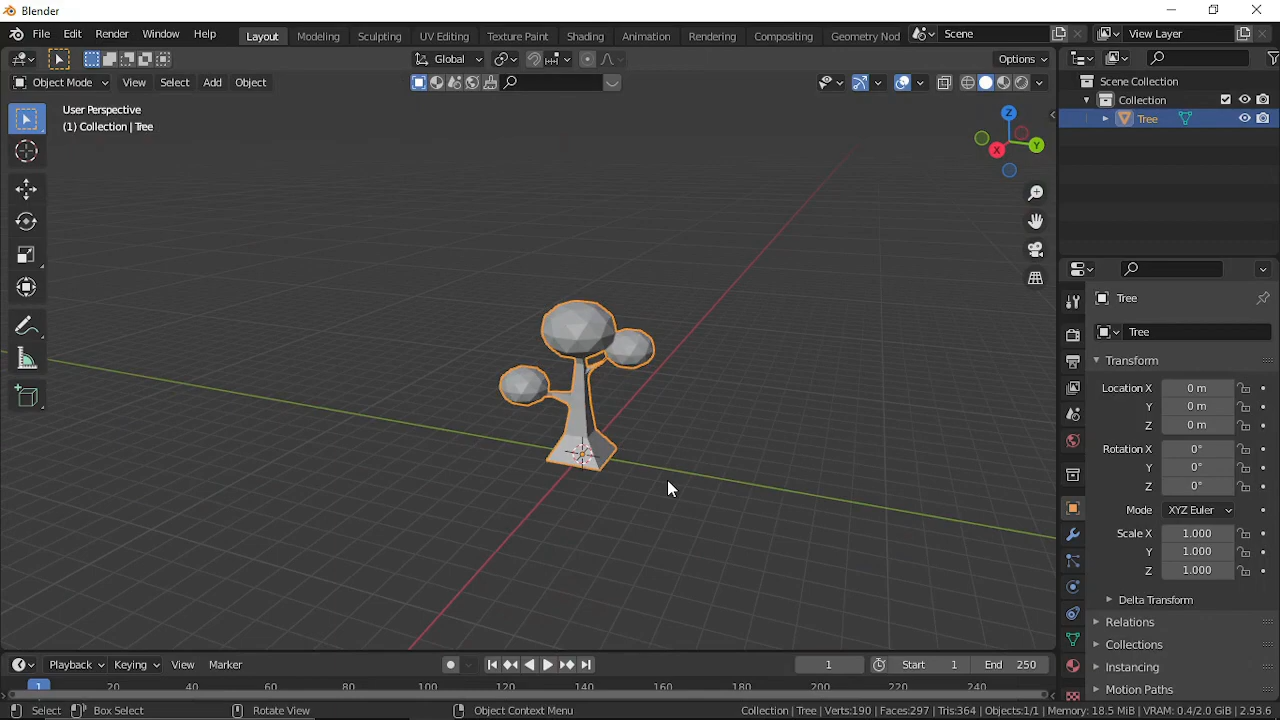 Blender
File Edit Render Window Help Layout Modeling Sculpting UV Editing Texture Paint Shading Animation Rendering Compositing Geometry Nod Scene View Layer
Global Options
Object Mode View Select Add Object
User Perspective
(1) Collection | Tree
Z
Y
X
Scene Collection
Collection
Tree
Tree
Tree
Transform
Location X 0 m
Y 0 m
Z 0 m
Rotation X 0°
Y 0°
Z 0°
Mode XYZ Euler
Scale X 1.000
Y 1.000
Z 1.000
Delta Transform
Relations
Collections
Instancing
Motion Paths
Playback Keying View Marker 1 Start 1 End 250
1 20 40 60 80 100 120 140 160 180 200 220 240
Select Box Select Rotate View Object Context Menu Collection | Tree | Verts:190 | Faces:297 | Tris:364 | Objects:1/1 | Memory: 18.5 MiB | VRAM: 0.4/2.0 GiB | 2.93.6